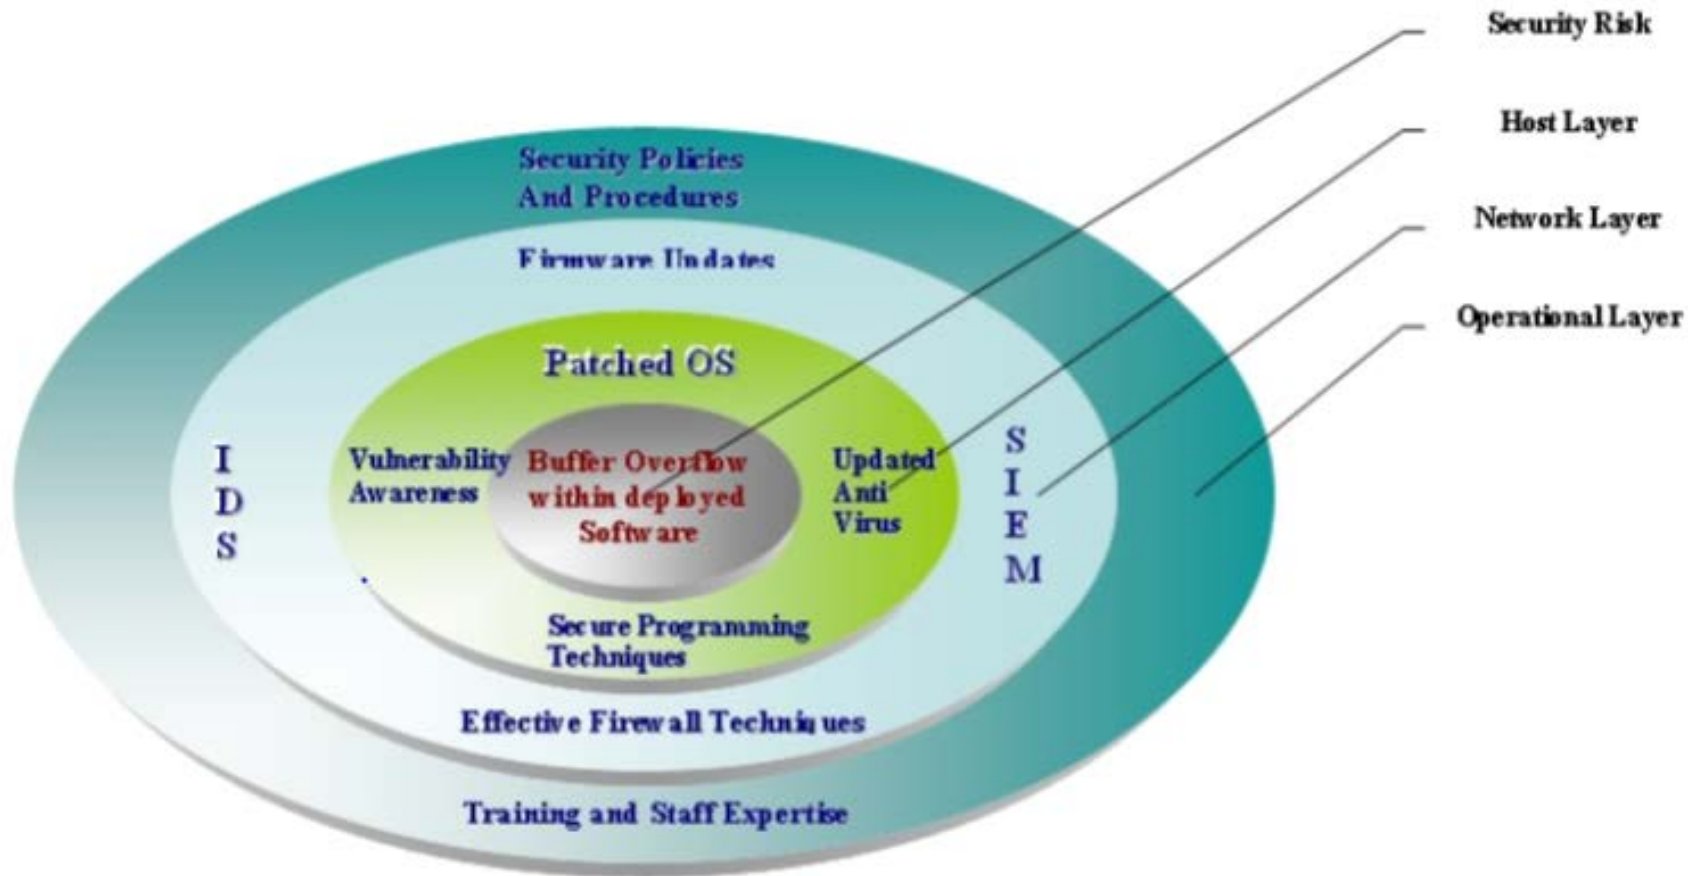 Security Risk
Host Layer
Network Layer
Operational Layer
Security Policies
And Procedures
Firmware Updates
Patched OS
I
D
S
Vulnerability
Awareness
Buffer Overflow
within deployed
Software
Updated
Anti
Virus
S
I
E
M
Secure Programming
Techniques
Effective Firewall Techniques
Training and Staff Expertise